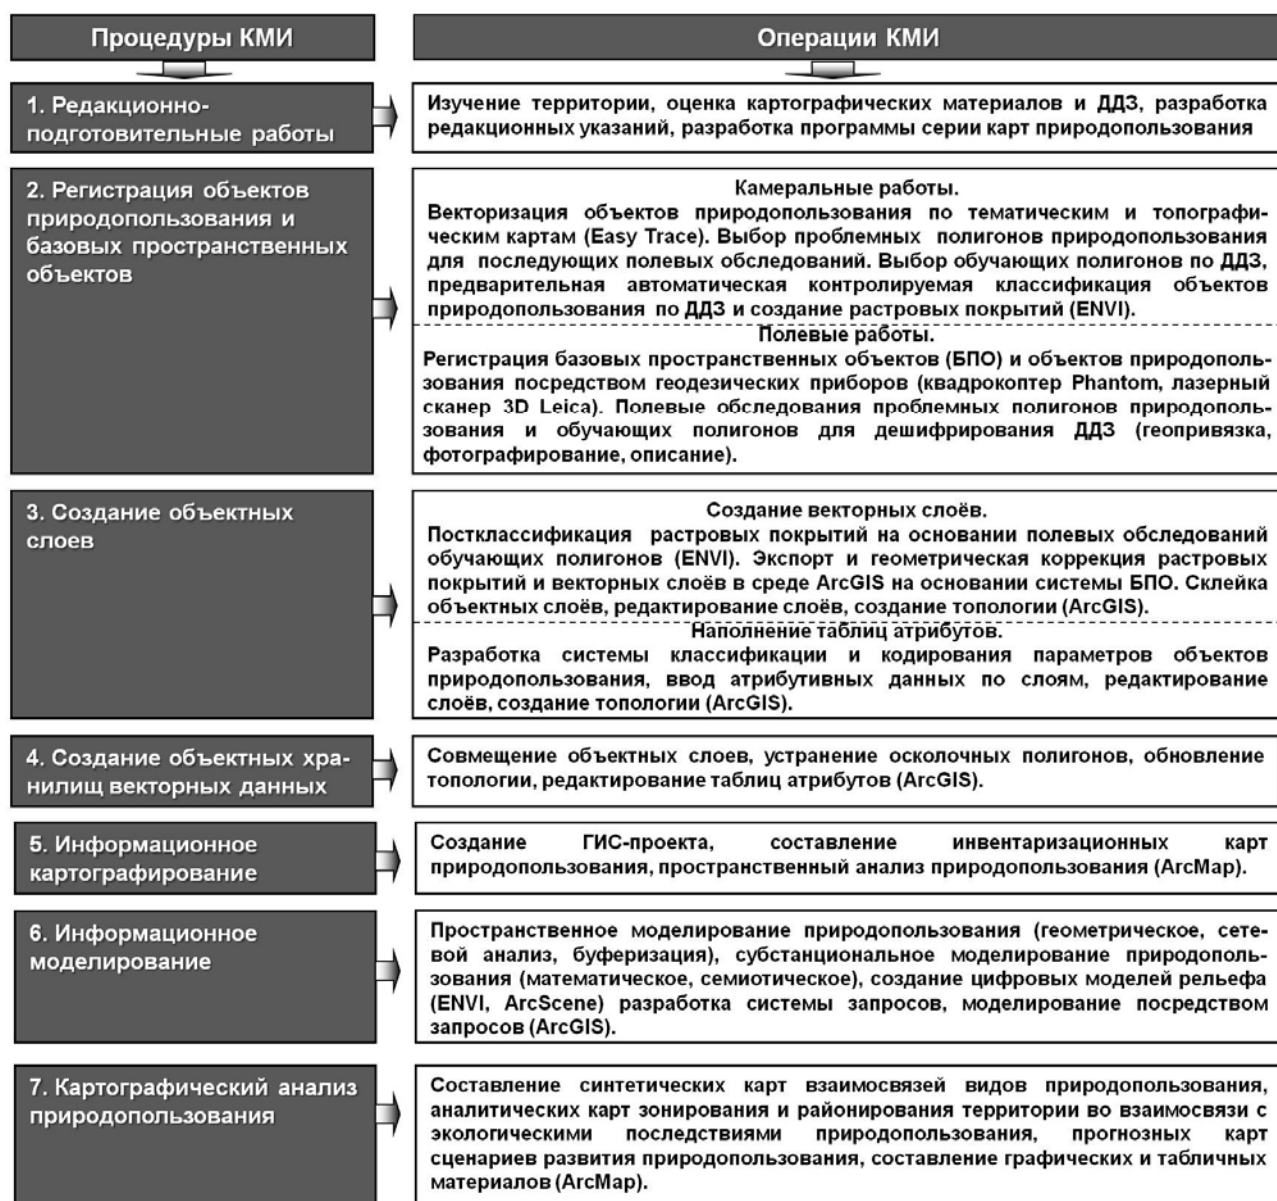 Процедуры КМИ
Операции КМИ
1. Редакционно-
подготовительные работы
Изучение территории, оценка картографических материалов и ДДЗ, разработка
редакционных указаний, разработка программы серии карт природопользования
2. Регистрация объектов
природопользования и
базовых пространственных
объектов
Камеральные работы.
Векторизация объектов природопользования по тематическим и топографи-
ческим картам (Easy Trace). Выбор проблемных полигонов природопользования
для последующих полевых обследований. Выбор обучающих полигонов по ДДЗ,
предварительная автоматическая контролируемая классификация объектов
природопользования по ДДЗ и создание растровых покрытий (ENVI).
Полевые работы.
Регистрация базовых пространственных объектов (БПО) и объектов природополь-
зования посредством геодезических приборов (квадрокоптер Phantom, лазерный
сканер 3D Leica). Полевые обследования проблемных полигонов природополь-
зования и обучающих полигонов для дешифрирования ДДЗ (геопривязка,
фотографирование, описание).
3. Создание объектных
слоев
Создание векторных слоёв.
Постклассификация растровых покрытий на основании полевых обследований
обучающих полигонов (ENVI). Экспорт и геометрическая коррекция растровых
покрытий и векторных слоёв в среде ArcGIS на основании системы БПО. Склейка
объектных слоёв, редактирование слоёв, создание топологии (ArcGIS).
Наполнение таблиц атрибутов.
Разработка системы классификации и кодирования параметров объектов
природопользования, ввод атрибутивных данных по слоям, редактирование
слоёв, создание топологии (ArcGIS).
4. Создание объектных хра-
нилищ векторных данных
Совмещение объектных слоев, устранение осколочных полигонов, обновление
топологии, редактирование таблиц атрибутов (ArcGIS).
5. Информационное
картографирование
Создание ГИС-проекта, составление инвентаризационных карт
природопользования, пространственный анализ природопользования (ArcMap).
6. Информационное
моделирование
Пространственное моделирование природопользования (геометрическое, сете-
вой анализ, буферизация), субстанциональное моделирование природополь-
зования (математическое, семиотическое), создание цифровых моделей рельефа
(ENVI, ArcScene) разработка системы запросов, моделирование посредством
запросов (ArcGIS).
7. Картографический анализ
природопользования
Составление синтетических карт взаимосвязей видов природопользования,
аналитических карт зонирования и районирования территории во взаимосвязи с
экологическими последствиями природопользования, прогнозных карт
сценариев развития природопользования, составление графических и табличных
материалов (ArcMap).